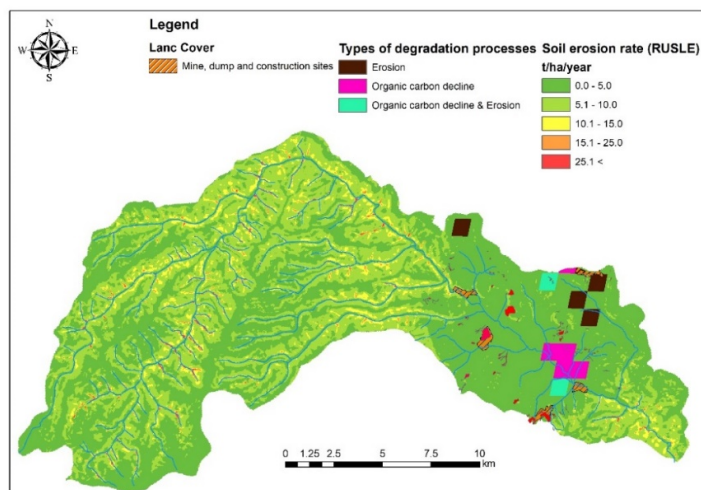 N
W E
S
Legend
Lanc Cover
Mine, dump and construction sites
Types of degradation processes
Erosion
Organic carbon decline
Organic carbon decline & Erosion
Soil erosion rate (RUSLE)
t/ha/year
0.0 - 5.0
5.1 - 10.0
10.1 - 15.0
15.1 - 25.0
25.1 <
0 1.25 2.5 5 7.5 10
km